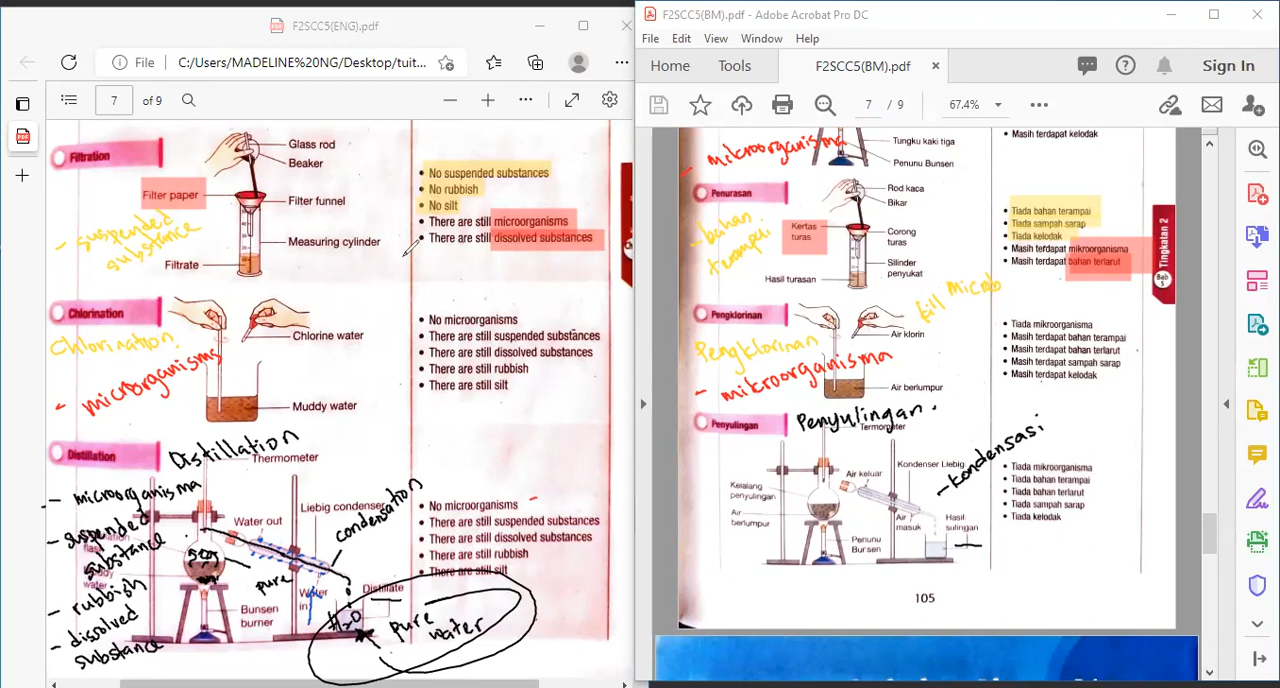 F2SCC5(ENG).pdf
File
C:/Users/MADELINE%20NG/Desktop/tuit...
7 of 9
Filtration
Glass rod
Beaker
Filter paper
Filter funnel
Measuring cylinder
Filtrate
- suspended substance
• No suspended substances
• No rubbish
• No silt
• There are still microorganisms
• There are still dissolved substances
Chlorination
Chlorination.
- microorganisms
Chlorine water
Muddy water
• No microorganisms
• There are still suspended substances
• There are still dissolved substances
• There are still rubbish
• There are still silt
Distillation
Distillation
Thermometer
- microorganisma
- suspended substance
- rubbish
- dissolved substance
Liebig condenser
Water out
condensation
pure
Water in
Bunsen burner
Distillate
H2O
pure water
• No microorganisms
• There are still suspended substances
• There are still dissolved substances
• There are still rubbish
• There are still silt
F2SCC5(BM).pdf - Adobe Acrobat Pro DC
File Edit View Window Help
Home Tools F2SCC5(BM).pdf × Sign In
7 / 9 67.4%
- mikroorganisma
Tungku kaki tiga
Penunu Bunsen
• Masih terdapat kelodak
Penurasan
Rod kaca
Bikar
Kertas turas
Corong turas
Silinder penyukat
Hasil turasan
- bahan terampai
• Tiada bahan terampai
• Tiada sampah sarap
• Tiada kelodak
• Masih terdapat mikroorganisma
• Masih terdapat bahan terlarut
Tingkatan 2
Bab 5
Pengklorinan
Pengklorinan
kill Microb
- mikroorganisma
Air klorin
Air berlumpur
• Tiada mikroorganisma
• Masih terdapat bahan terampai
• Masih terdapat bahan terlarut
• Masih terdapat sampah sarap
• Masih terdapat kelodak
Penyulingan
Penyulingan.
Termometer
Kondenser Liebig
- kondensasi
Air keluar
Kelalang penyulingan
Air berlumpur
Air masuk
Hasil sulingan
Penunu Bunsen
• Tiada mikroorganisma
• Tiada bahan terampai
• Tiada bahan terlarut
• Tiada sampah sarap
• Tiada kelodak
105